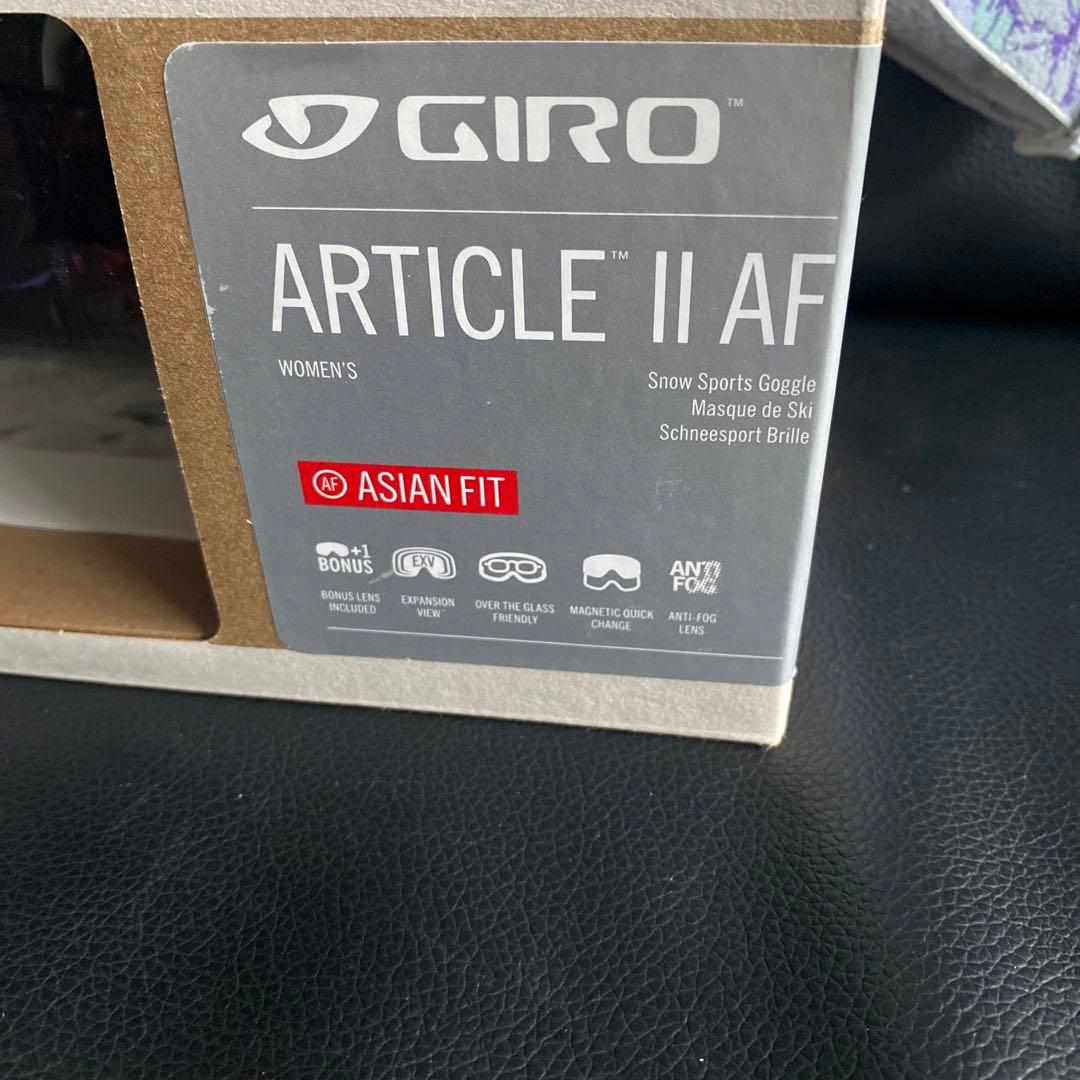 GIRO™
ARTICLE™ II AF
WOMEN'S
Snow Sports Goggle
Masque de Ski
Schneesport Brille
AF ASIAN FIT
+1
BONUS
BONUS LENS
INCLUDED
EXV
EXPANSION
VIEW™
OVER THE GLASS
FRIENDLY
MAGNETIC QUICK
CHANGE
ANTI
FOG
ANTI-FOG
LENS